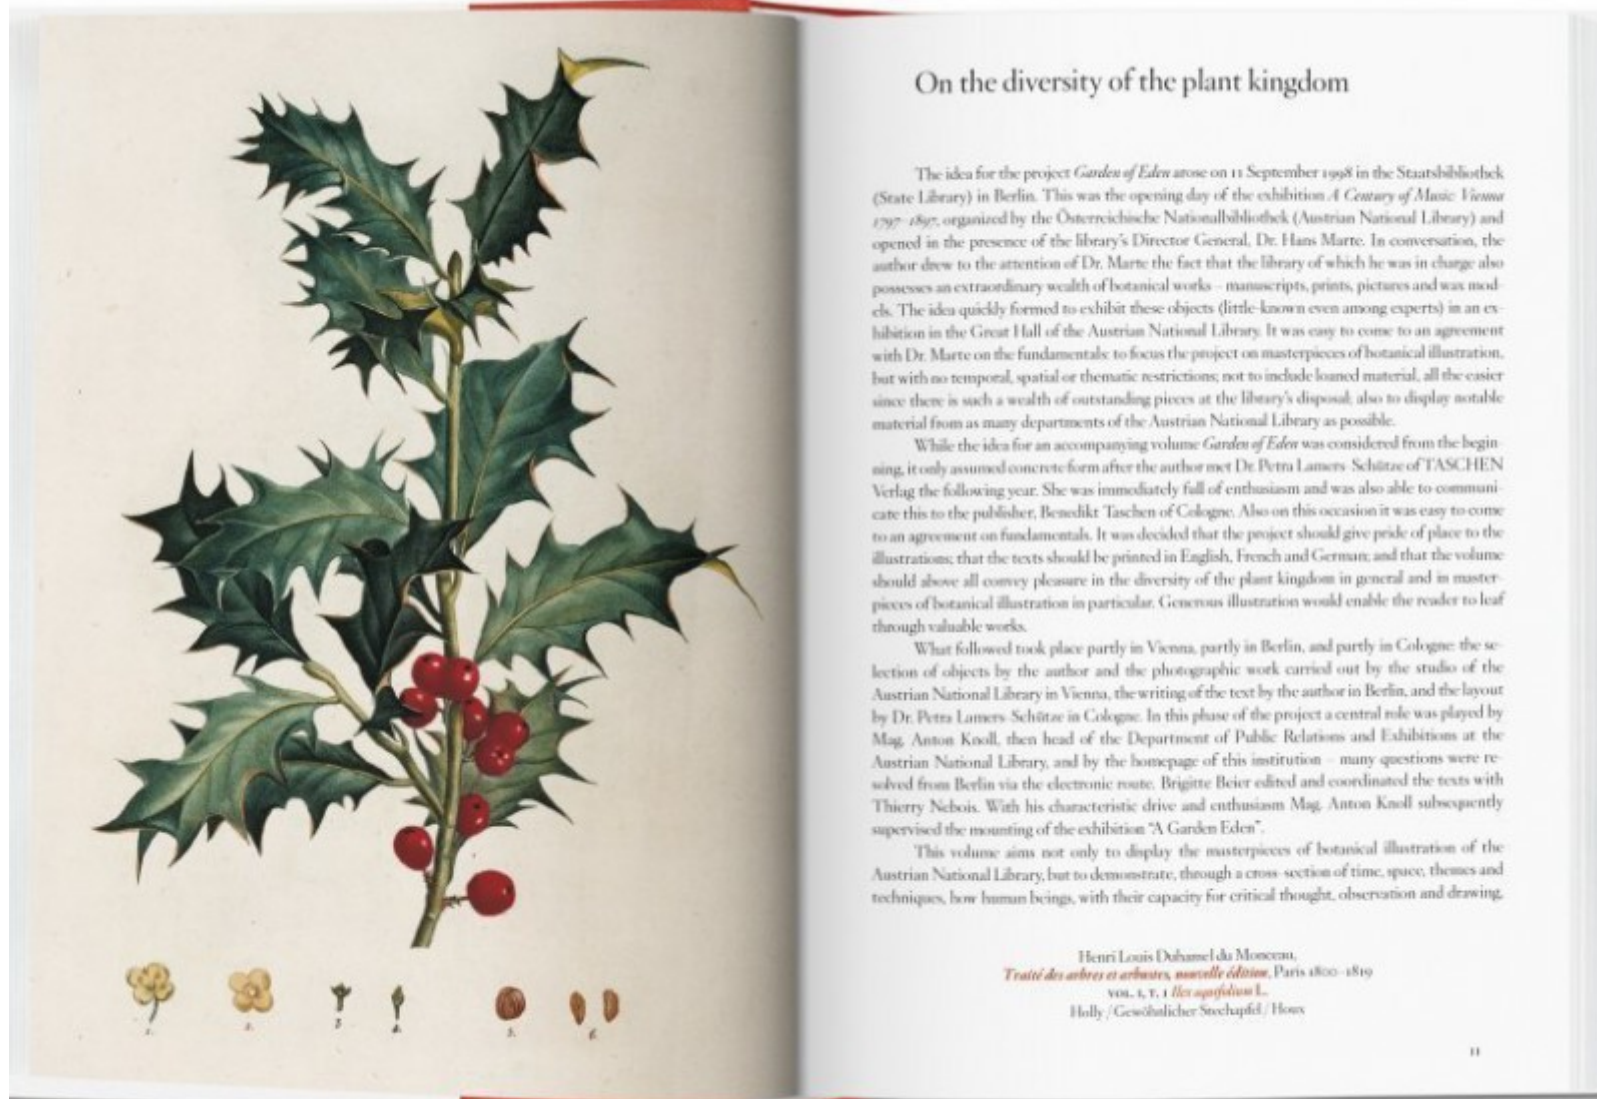 1.
2.
3
4.
5.
6.
On the diversity of the plant kingdom
The idea for the project Garden of Eden arose on 11 September 1998 in the Staatsbibliothek
(State Library) in Berlin. This was the opening day of the exhibition A Century of Music Vienna
1797–1897, organized by the Österreichische Nationalbibliothek (Austrian National Library) and
opened in the presence of the library's Director General, Dr. Hans Marte. In conversation, the
author drew to the attention of Dr. Marte the fact that the library of which he was in charge also
possesses an extraordinary wealth of botanical works – manuscripts, prints, pictures and wax mod-
els. The idea quickly formed to exhibit these objects (little-known even among experts) in an ex-
hibition in the Great Hall of the Austrian National Library. It was easy to come to an agreement
with Dr. Marte on the fundamentals: to focus the project on masterpieces of botanical illustration,
but with no temporal, spatial or thematic restrictions; not to include loaned material, all the easier
since there is such a wealth of outstanding pieces at the library's disposal; also to display notable
material from as many departments of the Austrian National Library as possible.
While the idea for an accompanying volume Garden of Eden was considered from the begin-
ning, it only assumed concrete form after the author met Dr. Petra Lamers-Schütze of TASCHEN
Verlag the following year. She was immediately full of enthusiasm and was also able to communi-
cate this to the publisher, Benedikt Taschen of Cologne. Also on this occasion it was easy to come
to an agreement on fundamentals. It was decided that the project should give pride of place to the
illustrations; that the texts should be printed in English, French and German; and that the volume
should above all convey pleasure in the diversity of the plant kingdom in general and in master-
pieces of botanical illustration in particular. Generous illustration would enable the reader to leaf
through valuable works.
What followed took place partly in Vienna, partly in Berlin, and partly in Cologne: the se-
lection of objects by the author and the photographic work carried out by the studio of the
Austrian National Library in Vienna, the writing of the text by the author in Berlin, and the layout
by Dr. Petra Lamers-Schütze in Cologne. In this phase of the project a central role was played by
Mag. Anton Knoll, then head of the Department of Public Relations and Exhibitions at the
Austrian National Library, and by the homepage of this institution – many questions were re-
solved from Berlin via the electronic route. Brigitte Beier edited and coordinated the texts with
Thierry Nebois. With his characteristic drive and enthusiasm Mag. Anton Knoll subsequently
supervised the mounting of the exhibition "A Garden Eden".
This volume aims not only to display the masterpieces of botanical illustration of the
Austrian National Library, but to demonstrate, through a cross-section of time, space, themes and
techniques, how human beings, with their capacity for critical thought, observation and drawing,
Henri Louis Duhamel du Monceau,
Traité des arbres et arbustes, nouvelle édition, Paris 1800–1819
VOL. I, T. 1 Ilex aquifolium L.
Holly / Gewöhnlicher Stechapfel / Houx
11